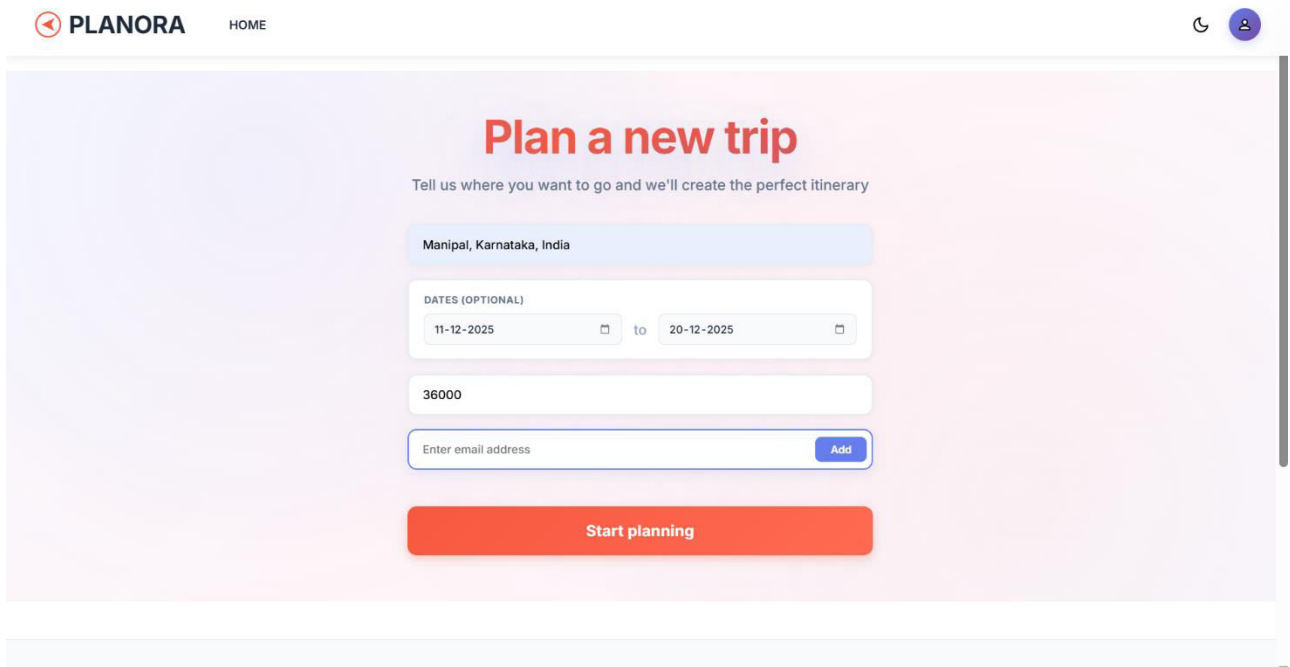 PLANORA HOME
Plan a new trip
Tell us where you want to go and we'll create the perfect itinerary
Manipal, Karnataka, India
DATES (OPTIONAL)
11-12-2025 to 20-12-2025
36000
Enter email address Add
Start planning